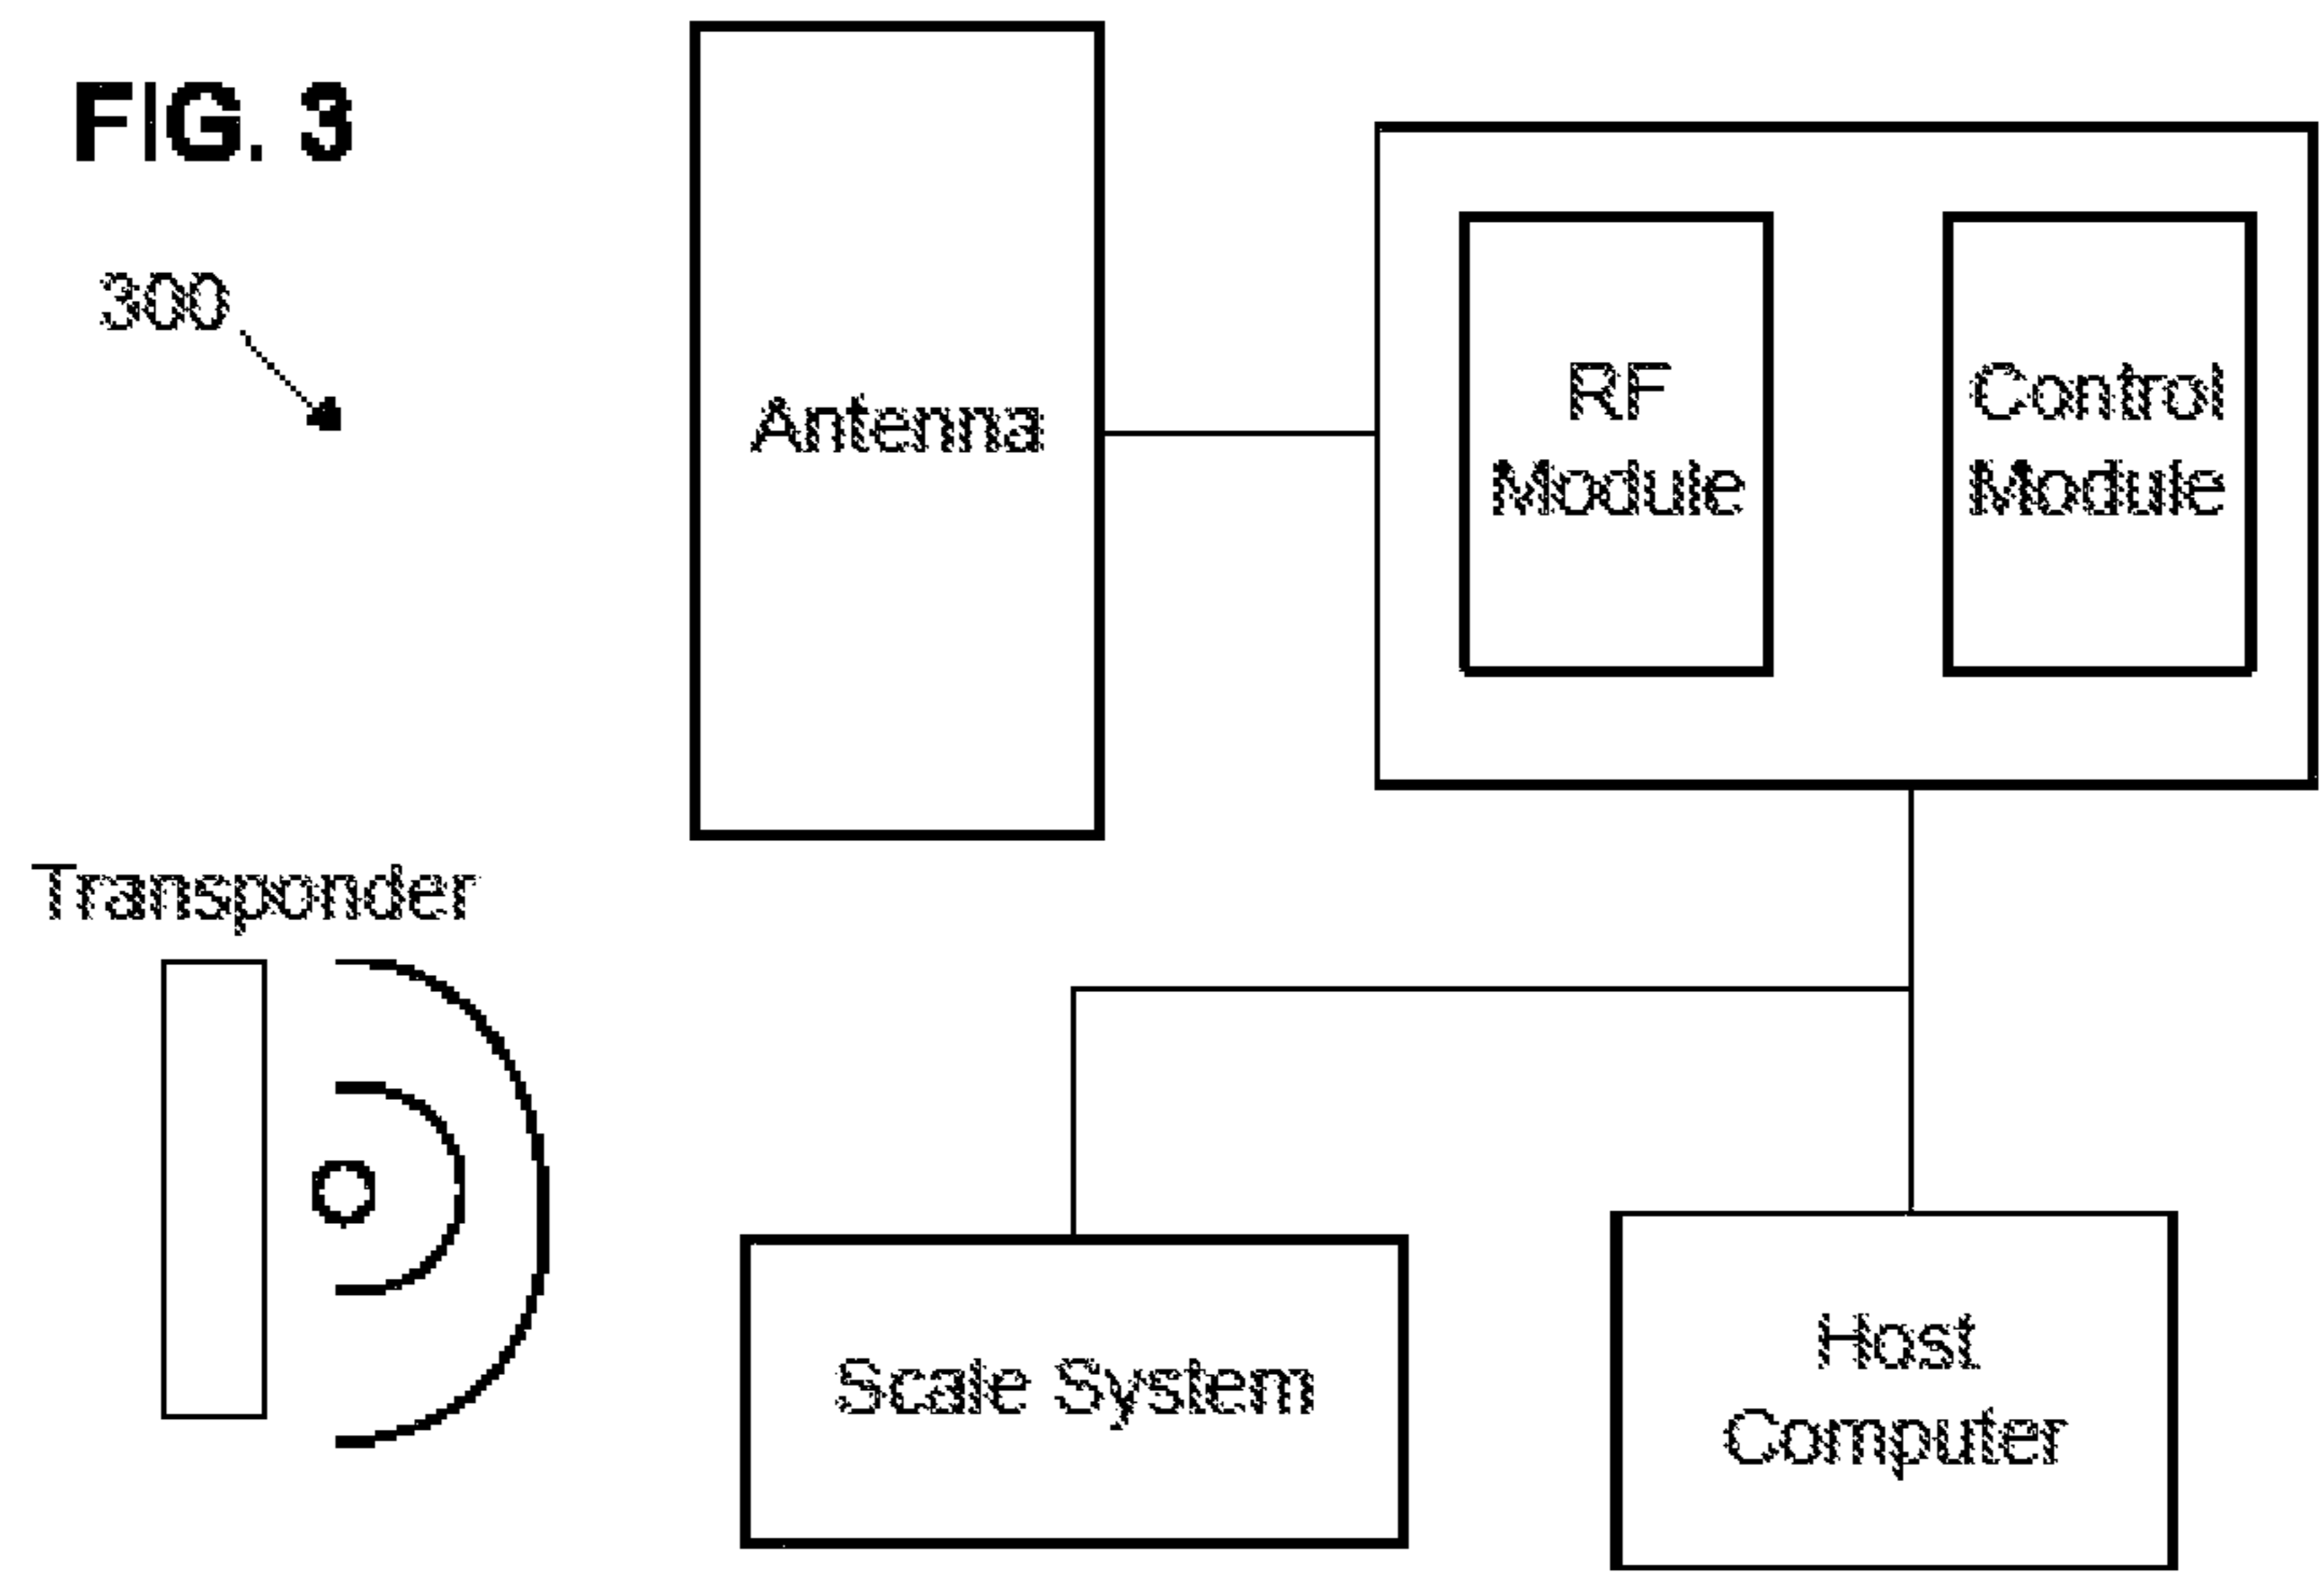 FIG. 3
300
Antenna
RF
Module
Control
Module
Transponder
Scale System
Host
Computer